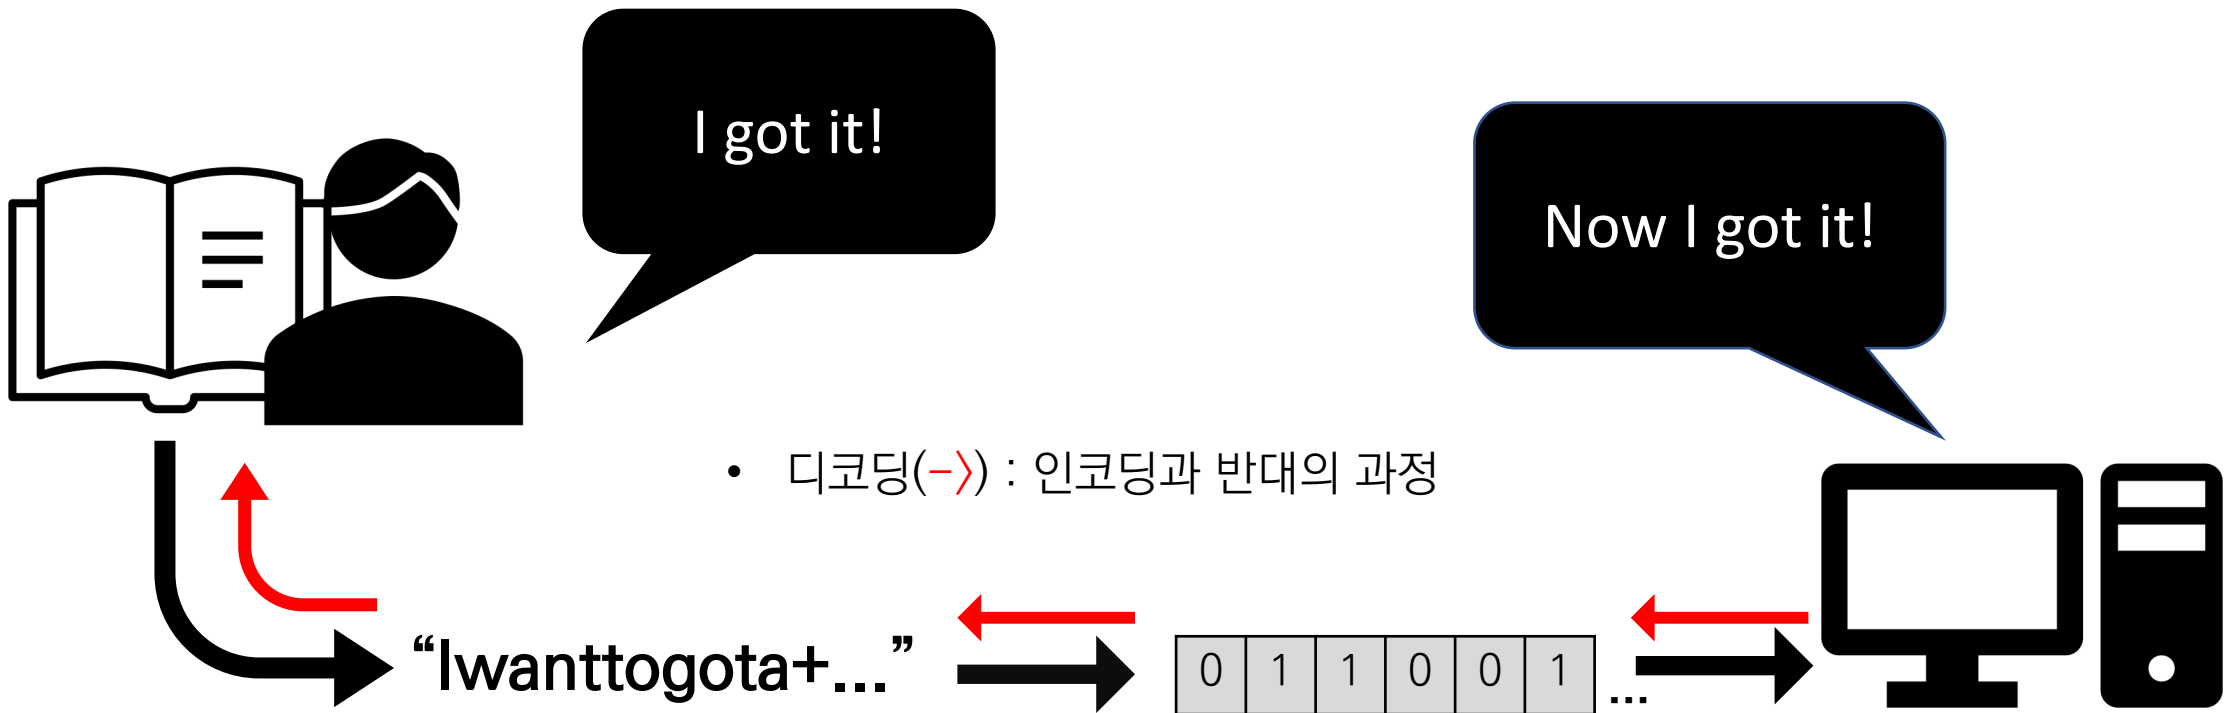 I got it!
Now I got it!
• 디코딩(->) : 인코딩과 반대의 과정
“Iwanttogota+...”
0 1 1 0 0 1 ...